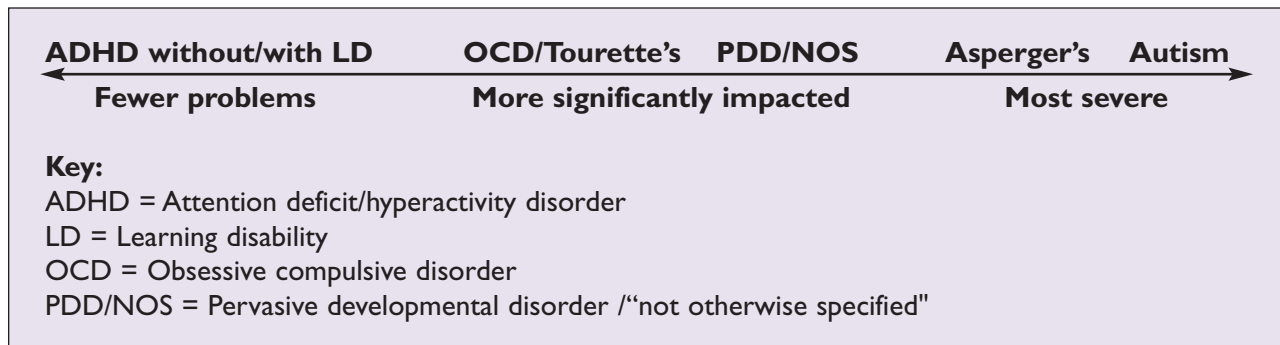 ADHD without/with LD OCD/Tourette's PDD/NOS Asperger's Autism
Fewer problems More significantly impacted Most severe
Key:
ADHD = Attention deficit/hyperactivity disorder
LD = Learning disability
OCD = Obsessive compulsive disorder
PDD/NOS = Pervasive developmental disorder /“not otherwise specified"